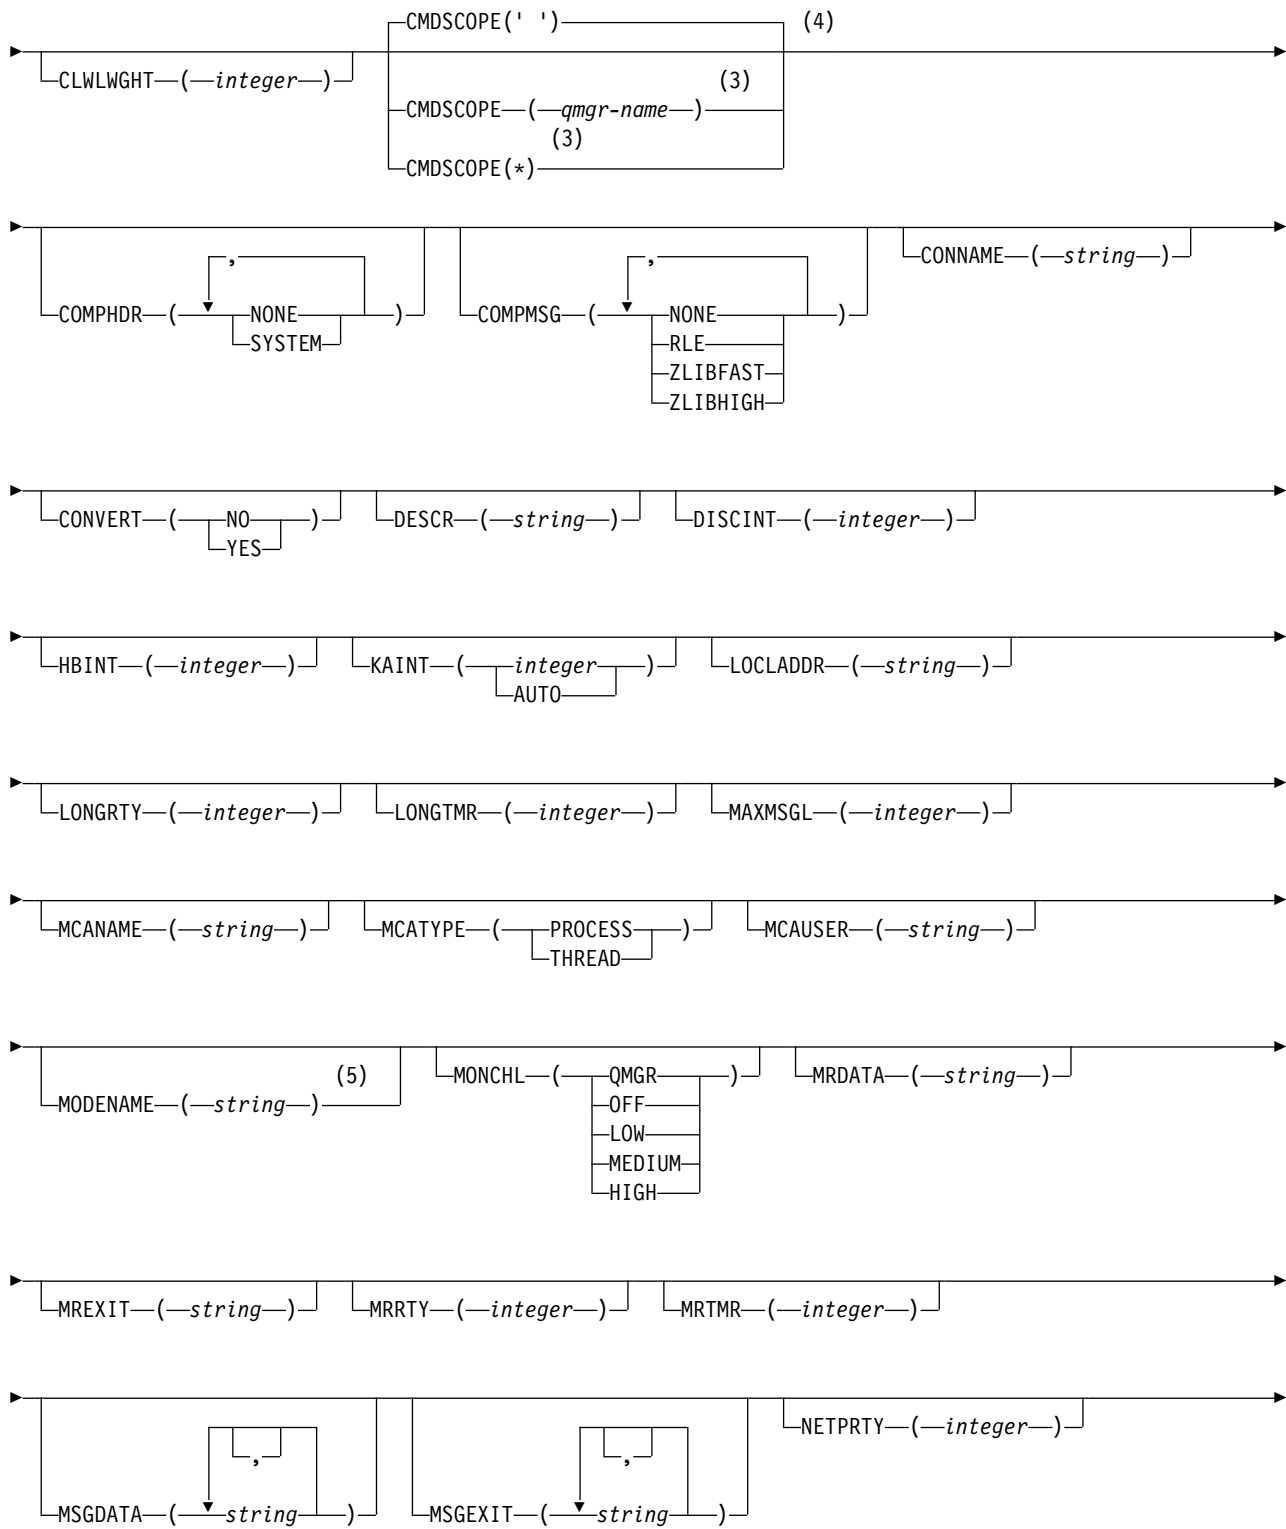 CMDSCOPE(' ') (4)
CLWLWGHT ( integer ) (3)
CMDSCOPE ( qmgr-name )
(3)
CMDSCOPE(*)
, , CONNAME ( string )
COMPHDR ( NONE ) COMPMSG ( NONE )
SYSTEM RLE
ZLIBFAST
ZLIBHIGH
CONVERT ( NO ) DESCR ( string ) DISCINT ( integer )
YES
HBINT ( integer ) KAINT ( integer ) LOCLADDR ( string )
AUTO
LONGRTY ( integer ) LONGTMR ( integer ) MAXMSGL ( integer )
MCANAME ( string ) MCATYPE ( PROCESS ) MCAUSER ( string )
THREAD
(5) MONCHL ( QMGR ) MRDATA ( string )
MODENAME ( string ) OFF
LOW
MEDIUM
HIGH
MREXIT ( string ) MRRTY ( integer ) MRTMR ( integer )
, , NETPRTY ( integer )
MSGDATA ( string ) MSGEXIT ( string )